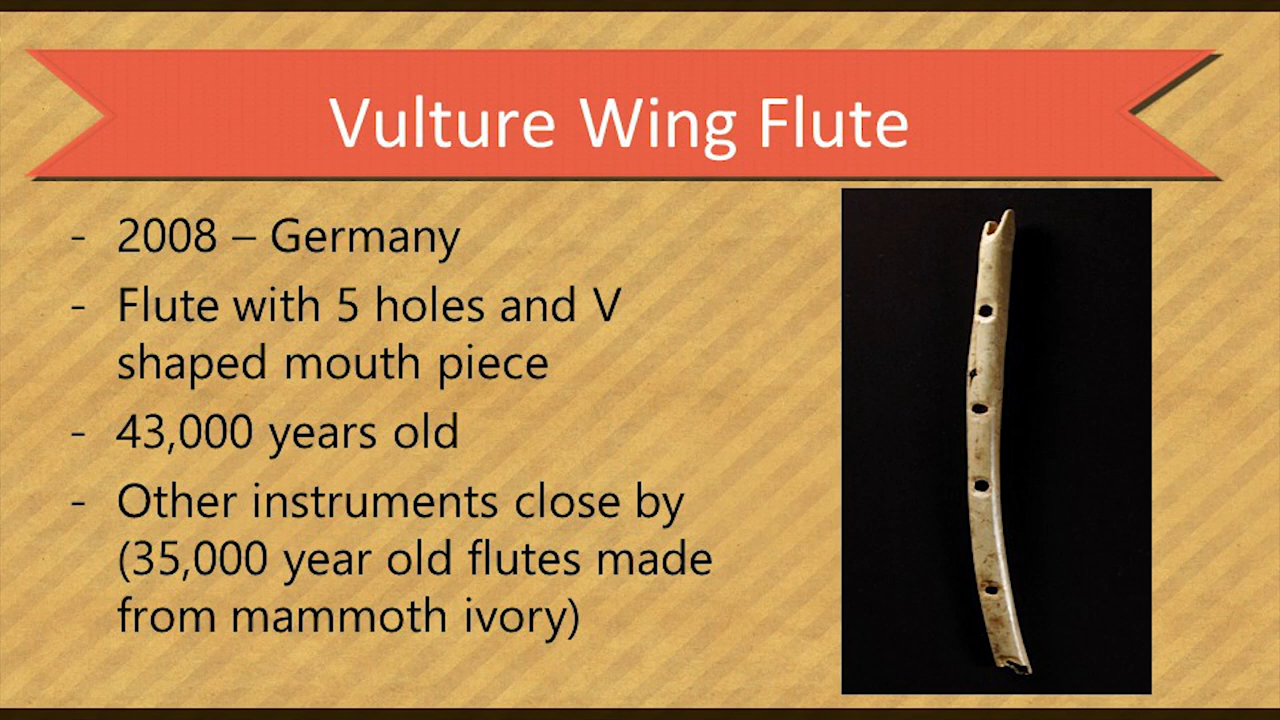 Vulture Wing Flute
- 2008 – Germany
- Flute with 5 holes and V
shaped mouth piece
- 43,000 years old
- Other instruments close by
(35,000 year old flutes made
from mammoth ivory)